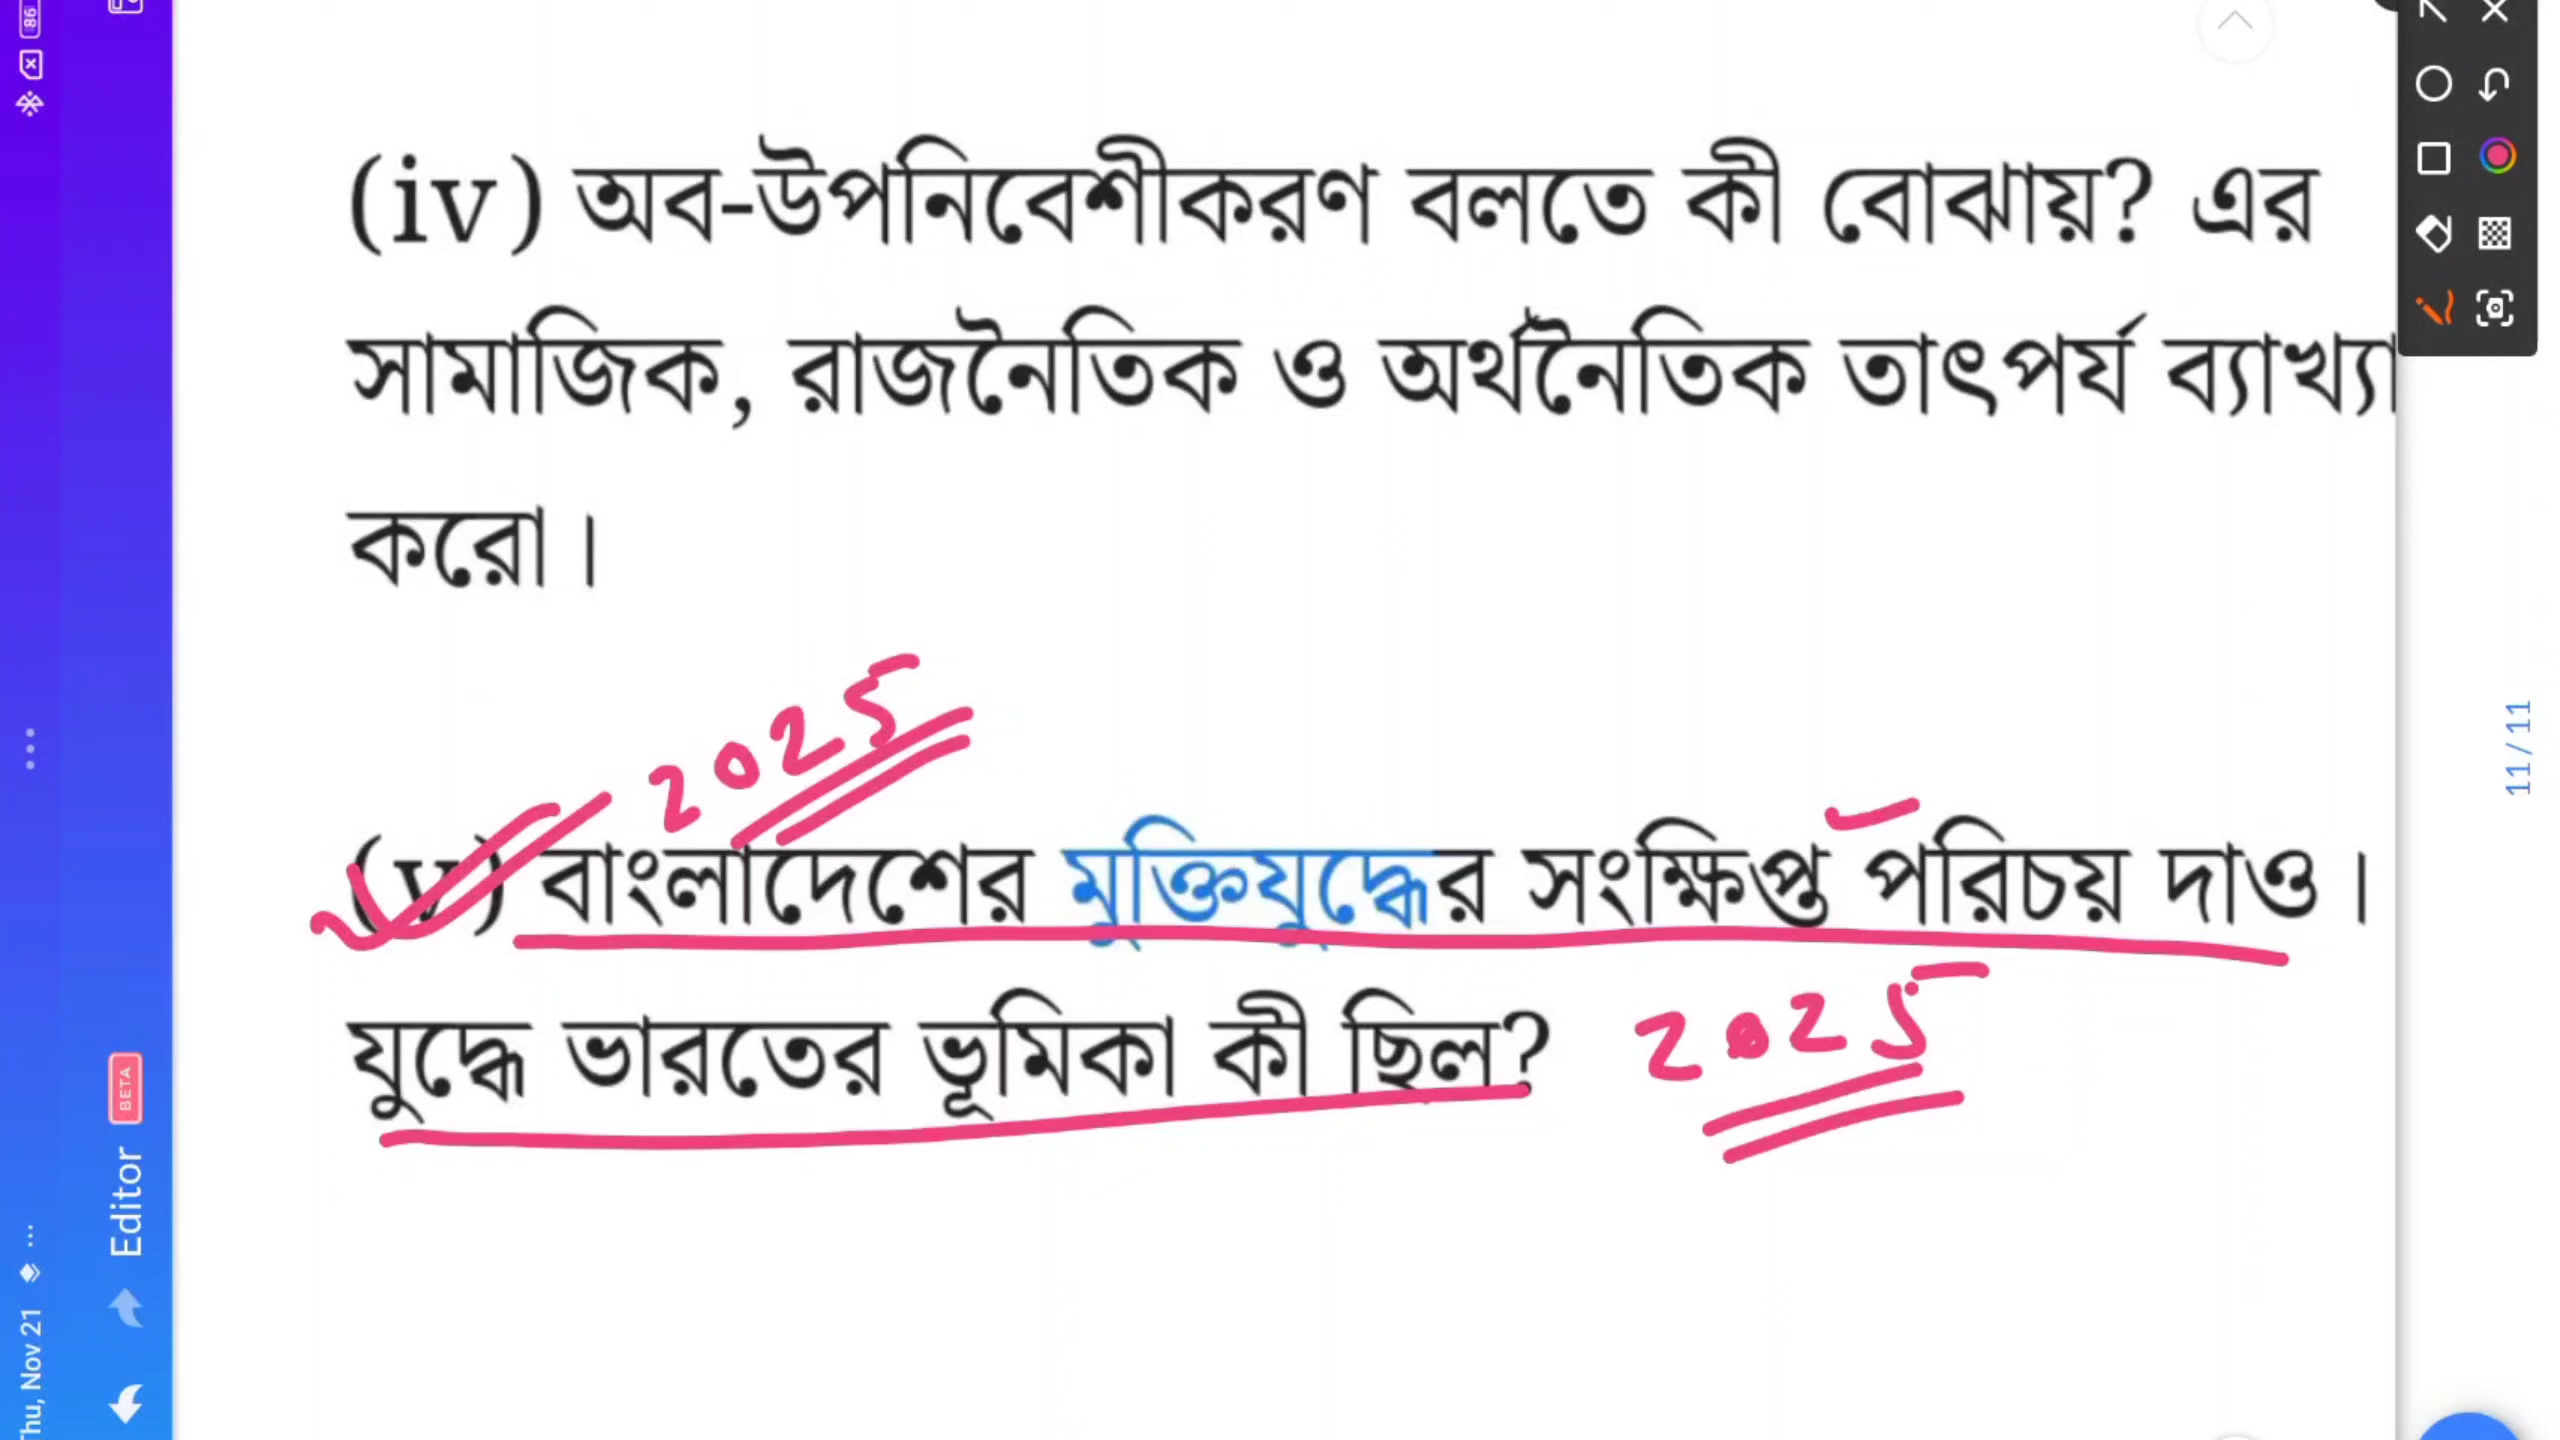 (iv) অব-উপনিবেশীকরণ বলতে কী বোঝায়? এর
সামাজিক, রাজনৈতিক ও অর্থনৈতিক তাৎপর্য ব্যাখ্যা
করো।
2025
(v) বাংলাদেশের মুক্তিযুদ্ধের সংক্ষিপ্ত পরিচয় দাও।
যুদ্ধে ভারতের ভূমিকা কী ছিল? 2025
11/11
Editor BETA
Thu, Nov 21
86